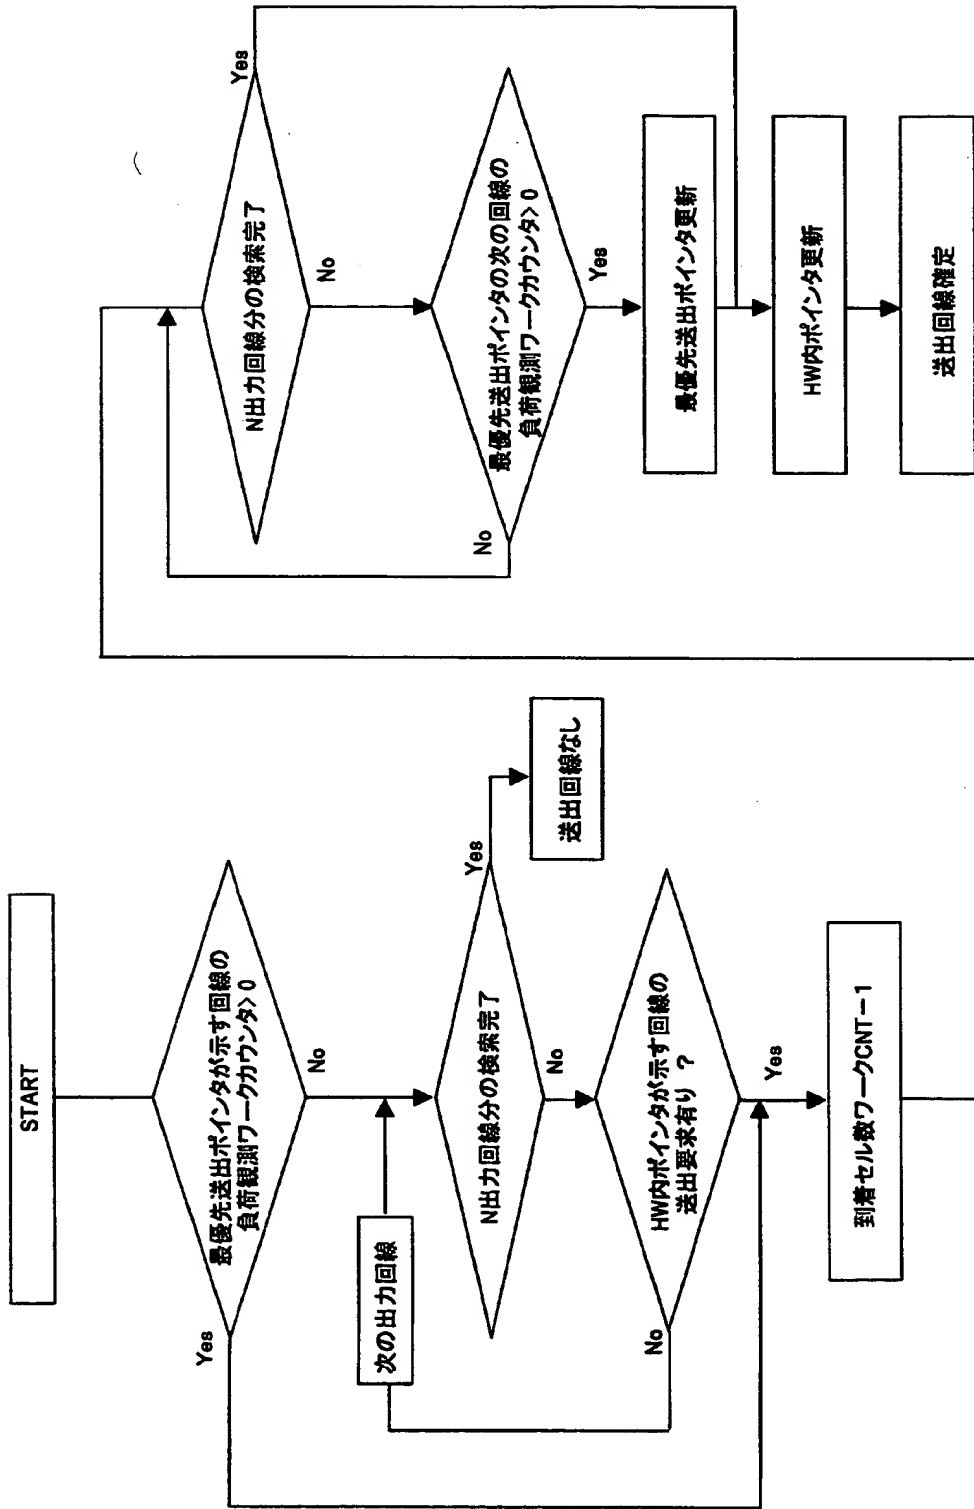 START
最優先送出ポインタが示す回線の
負荷観測ワークカウンタ>0
Yes
No
次の出力回線
N出力回線分の検索完了
Yes
送出回線なし
No
HW内ポインタが示す回線の
送出要求有り ?
No
Yes
到着セル数ワークCNT-1
N出力回線分の検索完了
Yes
No
最優先送出ポインタの次の回線の
負荷観測ワークカウンタ>0
No
Yes
最優先送出ポインタ更新
HW内ポインタ更新
送出回線確定